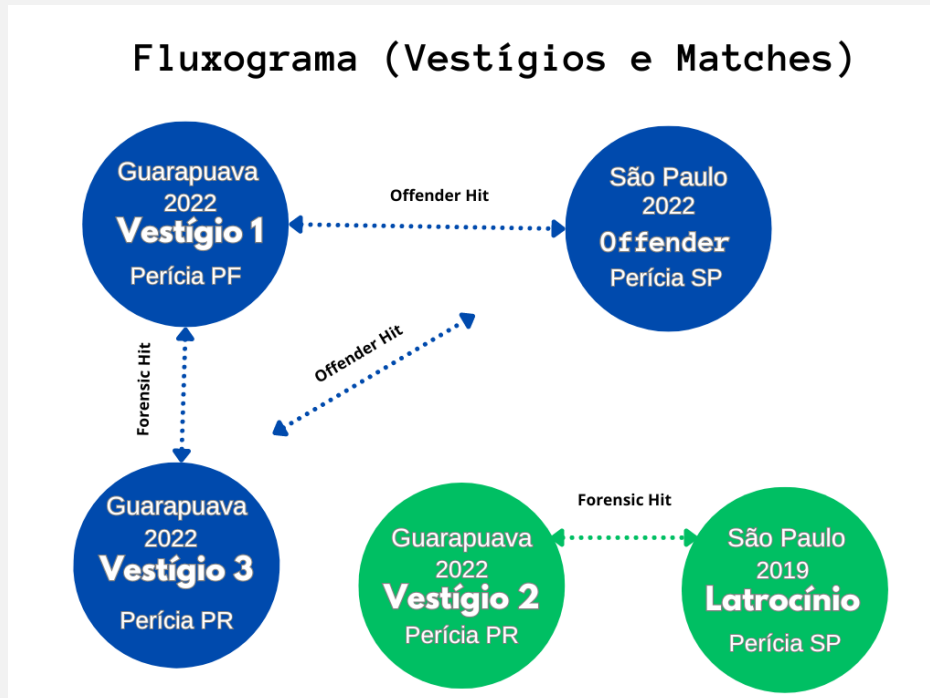 Fluxograma (Vestígios e Matches)
Guarapuava
2022
Vestígio 1
Perícia PF
Offender Hit
São Paulo
2022
Offender
Perícia SP
Forensic Hit
Offender Hit
Guarapuava
2022
Vestígio 3
Perícia PR
Guarapuava
2022
Vestígio 2
Perícia PR
Forensic Hit
São Paulo
2019
Latrocínio
Perícia SP